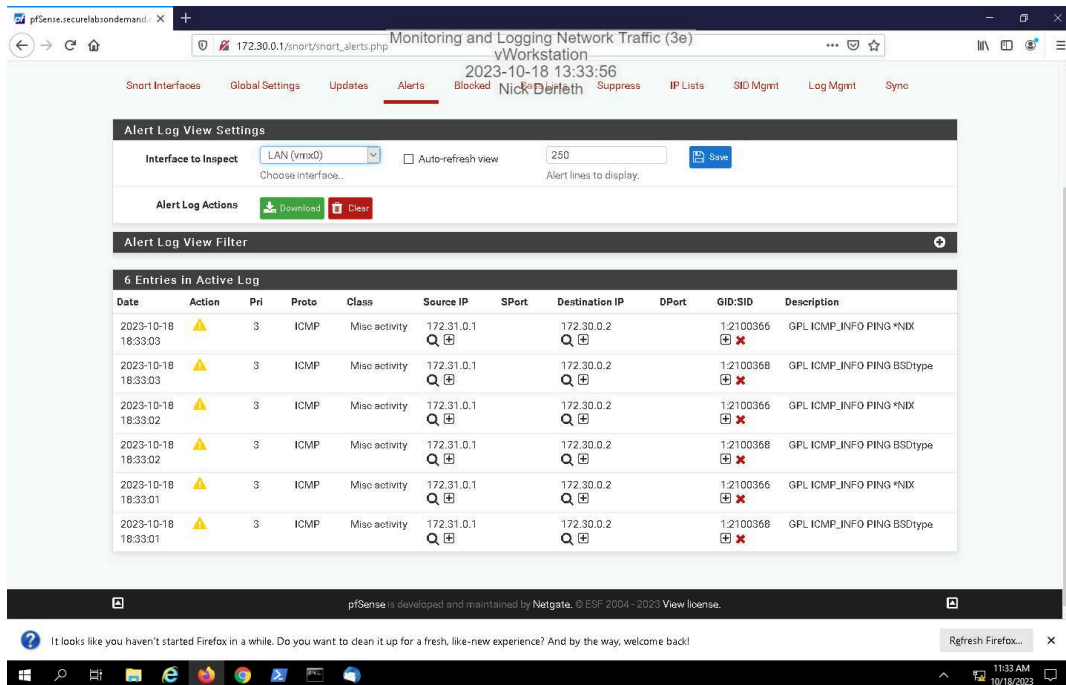 pfSense.securelabsondemand.
172.30.0.1/snort/snort_alerts.php
Monitoring and Logging Network Traffic (3e)
vWorkstation
2023-10-18 13:33:56
Nick Derleth
Snort Interfaces Global Settings Updates Alerts Blocked Pass Lists Suppress IP Lists SID Mgmt Log Mgmt Sync
Alert Log View Settings
Interface to Inspect LAN (vmx0) Auto-refresh view 250 Save
Choose interface.. Alert lines to display.
Alert Log Actions Download Clear
Alert Log View Filter
6 Entries in Active Log
Date Action Pri Proto Class Source IP SPort Destination IP DPort GID:SID Description
2023-10-18 3 ICMP Misc activity 172.31.0.1 172.30.0.2 1:2100366 GPL ICMP_INFO PING *NIX
18:33:03
2023-10-18 3 ICMP Misc activity 172.31.0.1 172.30.0.2 1:2100368 GPL ICMP_INFO PING BSDtype
18:33:03
2023-10-18 3 ICMP Misc activity 172.31.0.1 172.30.0.2 1:2100366 GPL ICMP_INFO PING *NIX
18:33:02
2023-10-18 3 ICMP Misc activity 172.31.0.1 172.30.0.2 1:2100368 GPL ICMP_INFO PING BSDtype
18:33:02
2023-10-18 3 ICMP Misc activity 172.31.0.1 172.30.0.2 1:2100366 GPL ICMP_INFO PING *NIX
18:33:01
2023-10-18 3 ICMP Misc activity 172.31.0.1 172.30.0.2 1:2100368 GPL ICMP_INFO PING BSDtype
18:33:01
pfSense is developed and maintained by Netgate. © ESF 2004 - 2023 View license.
It looks like you haven't started Firefox in a while. Do you want to clean it up for a fresh, like-new experience? And by the way, welcome back! Refresh Firefox...
11:33 AM
10/18/2023